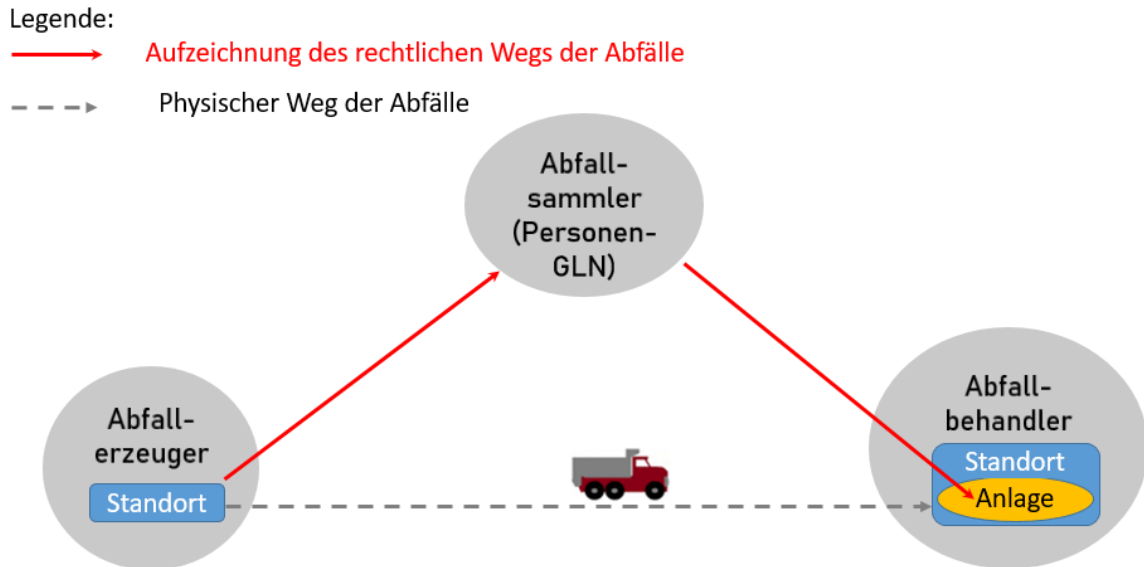 Legende:
Aufzeichnung des rechtlichen Wegs der Abfälle
Physischer Weg der Abfälle
Abfall-
sammler
(Personen-
GLN)
Abfall-
erzeuger
Standort
Abfall-
behandler
Standort
Anlage